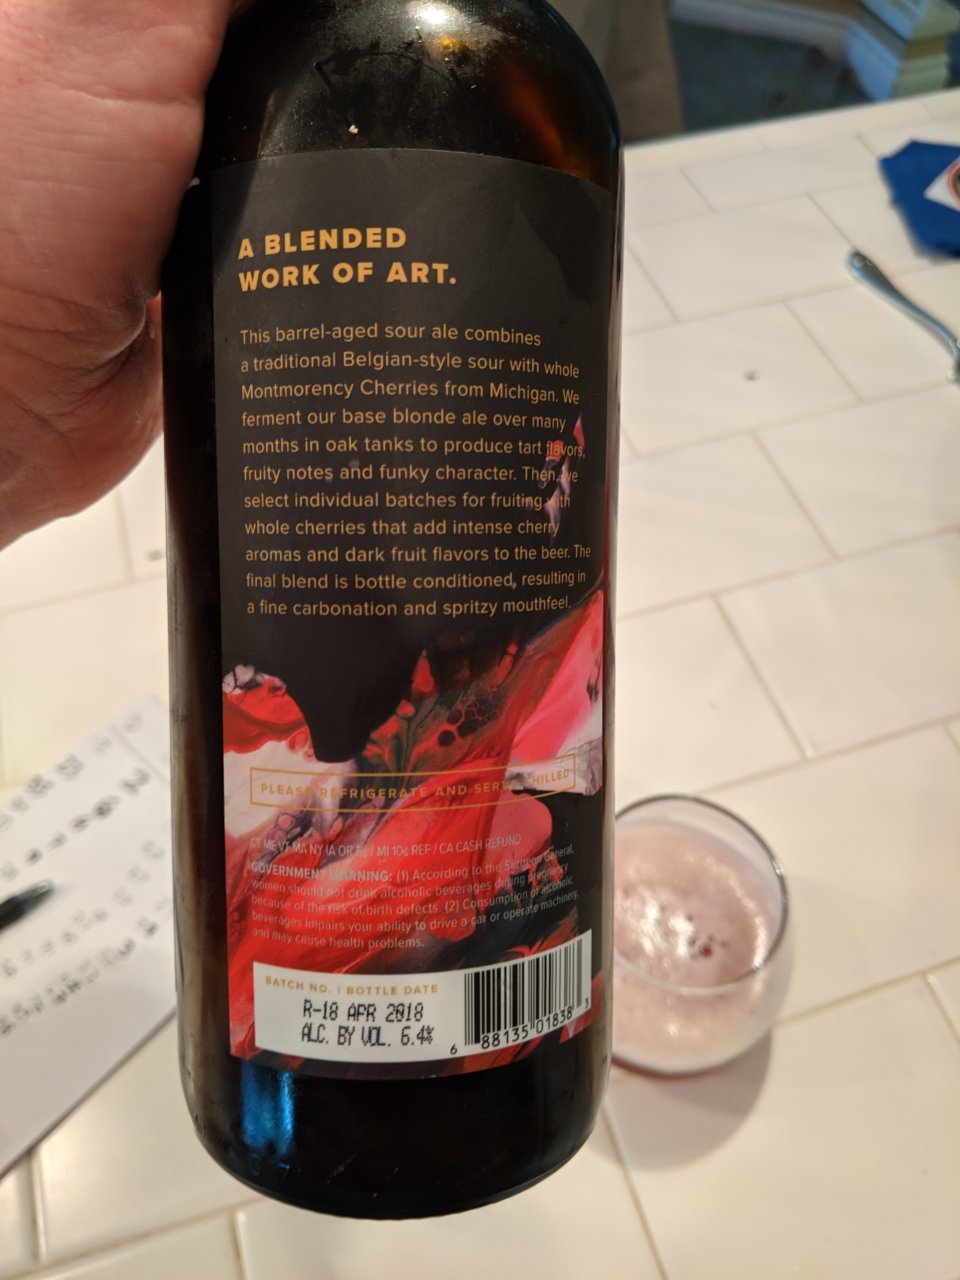 A BLENDED
WORK OF ART.
This barrel-aged sour ale combines
a traditional Belgian-style sour with whole
Montmorency Cherries from Michigan. We
ferment our base blonde ale over many
months in oak tanks to produce tart flavors,
fruity notes and funky character. Then, we
select individual batches for fruiting with
whole cherries that add intense cherry
aromas and dark fruit flavors to the beer. The
final blend is bottle conditioned, resulting in
a fine carbonation and spritzy mouthfeel.
PLEASE REFRIGERATE AND SERVE CHILLED
CT ME VT MA NY IA OR 5¢ / MI 10¢ REF / CA CASH REFUND
GOVERNMENT WARNING: (1) According to the Surgeon General,
women should not drink alcoholic beverages during pregnancy
because of the risk of birth defects. (2) Consumption of alcoholic
beverages impairs your ability to drive a car or operate machinery,
and may cause health problems.
BATCH NO. | BOTTLE DATE
R-18 APR 2018
ALC. BY VOL. 6.4%
6 88135 01838 3